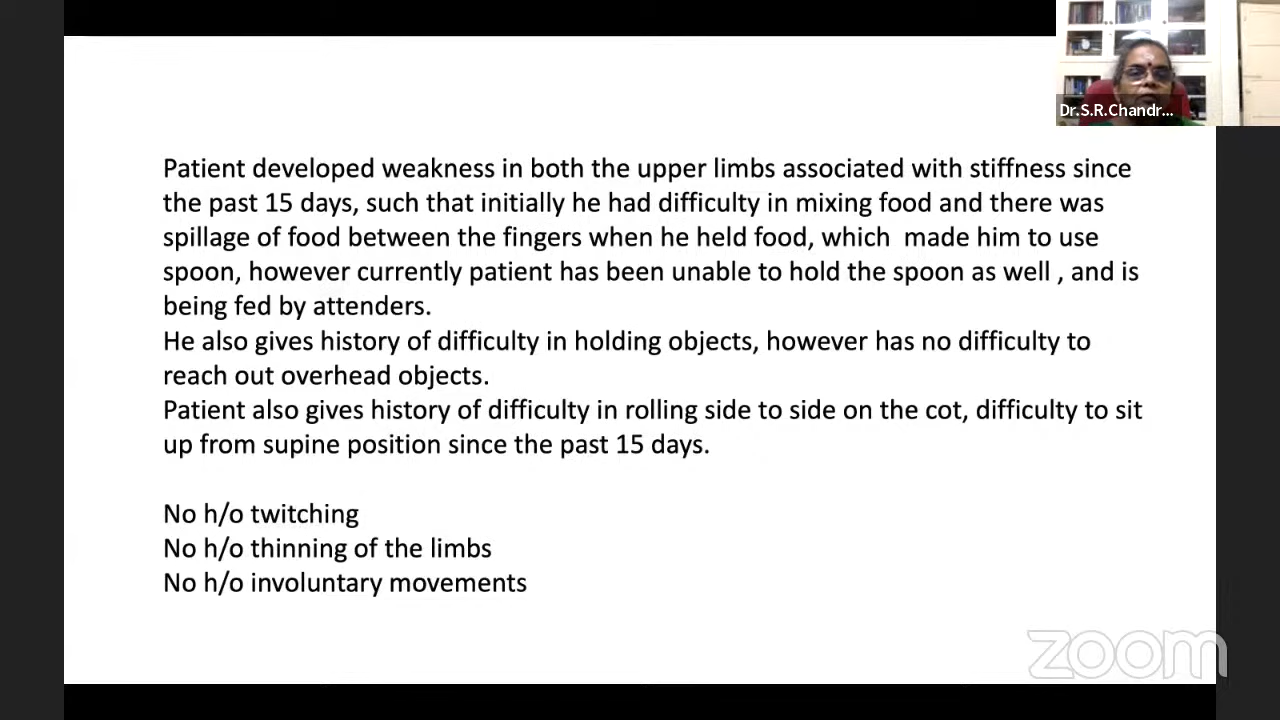 Dr.S.R.Chandr...
Patient developed weakness in both the upper limbs associated with stiffness since
the past 15 days, such that initially he had difficulty in mixing food and there was
spillage of food between the fingers when he held food, which  made him to use
spoon, however currently patient has been unable to hold the spoon as well , and is
being fed by attenders.
He also gives history of difficulty in holding objects, however has no difficulty to
reach out overhead objects.
Patient also gives history of difficulty in rolling side to side on the cot, difficulty to sit
up from supine position since the past 15 days.
No h/o twitching
No h/o thinning of the limbs
No h/o involuntary movements
zoom